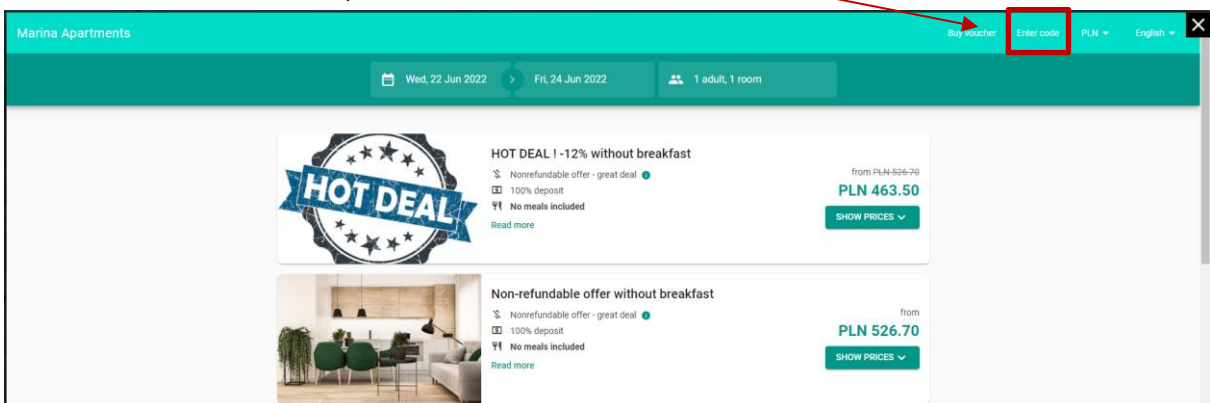 Marina Apartments
Buy voucher Enter code PLN English
Wed, 22 Jun 2022 > Fri, 24 Jun 2022 1 adult, 1 room
HOT DEAL
HOT DEAL ! -12% without breakfast
Nonrefundable offer - great deal
100% deposit
No meals included
Read more
from PLN 526.70
PLN 463.50
SHOW PRICES
Non-refundable offer without breakfast
Nonrefundable offer - great deal
100% deposit
No meals included
Read more
from
PLN 526.70
SHOW PRICES